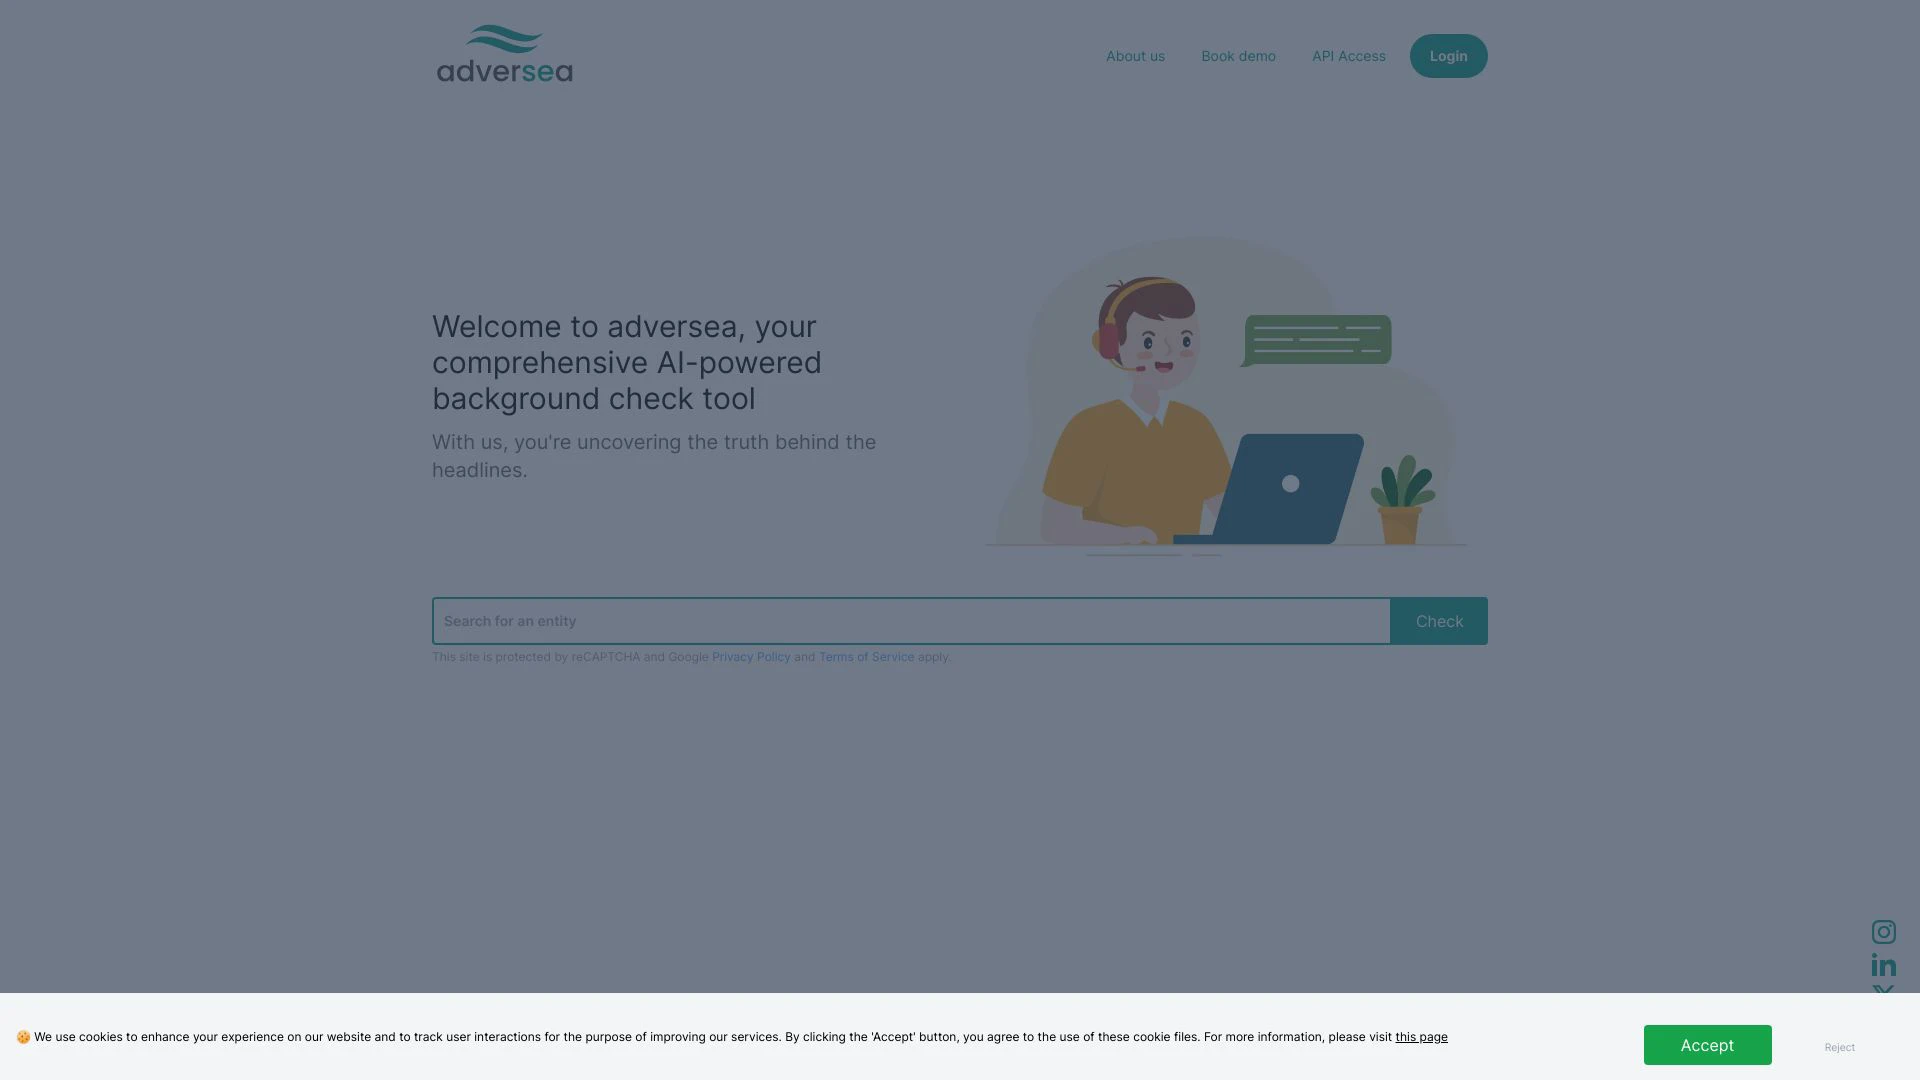 adversea
About us
Book demo
API Access
Login
Welcome to adversea, your
comprehensive AI-powered
background check tool
With us, you're uncovering the truth behind the
headlines.
Search for an entity
Check
This site is protected by reCAPTCHA and Google Privacy Policy and Terms of Service apply.
🍪 We use cookies to enhance your experience on our website and to track user interactions for the purpose of improving our services. By clicking the 'Accept' button, you agree to the use of these cookie files. For more information, please visit this page
Accept
Reject